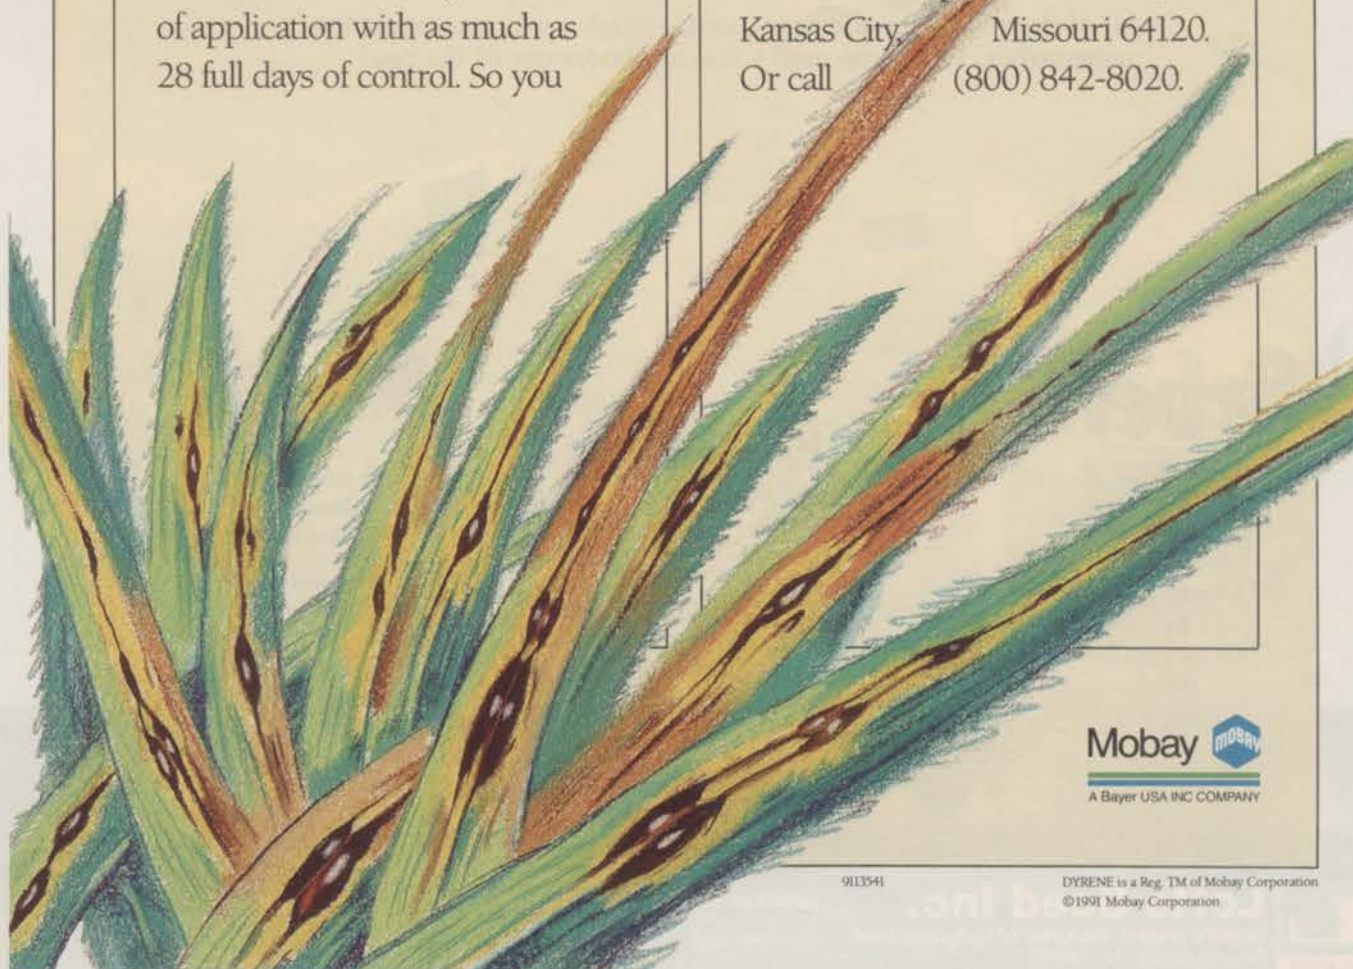 of application with as much as
28 full days of control. So you
Kansas City, Missouri 64120.
Or call (800) 842-8020.
Mobay MOBAY
A Bayer USA INC COMPANY
9113541
DYRENE is a Reg. TM of Mobay Corporation
©1991 Mobay Corporation.